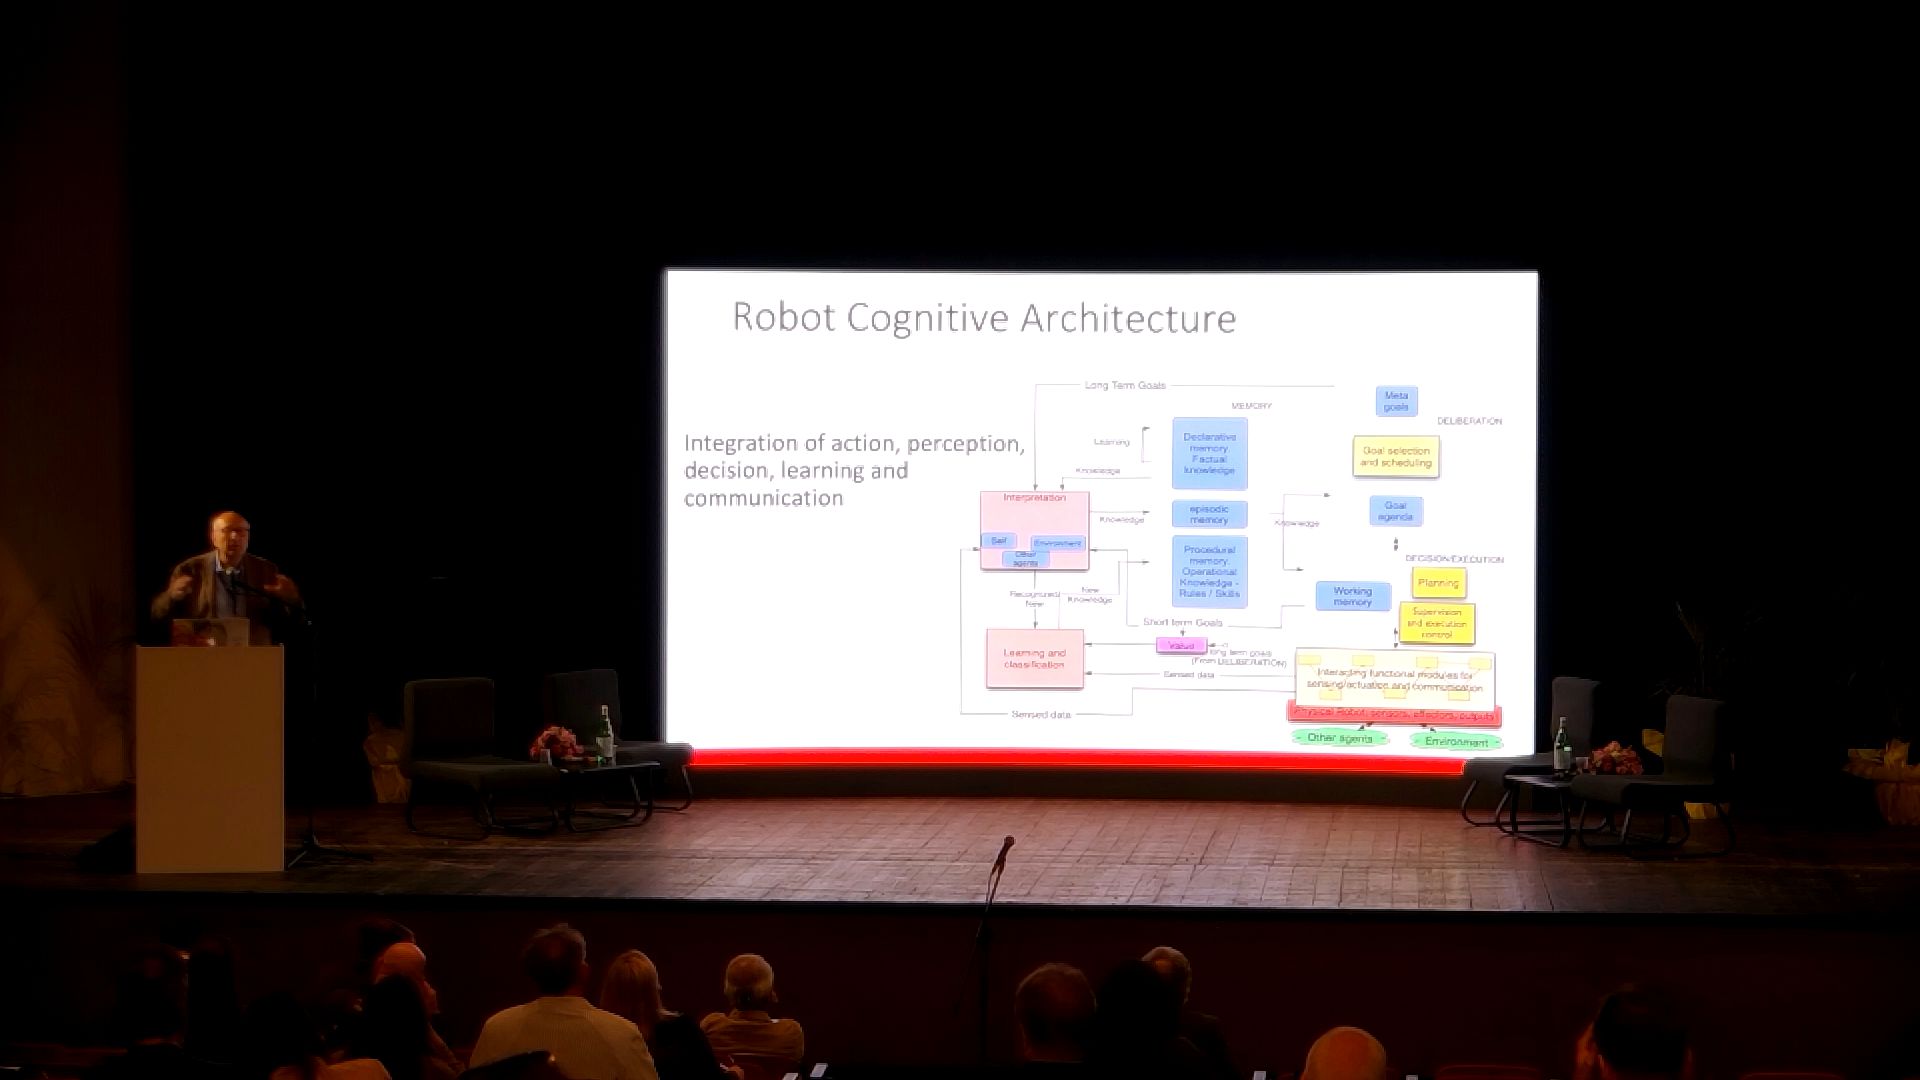 Robot Cognitive Architecture
Integration of action, perception,
decision, learning and
communication
Long Term Goals
MEMORY
Meta
goals
DELIBERATION
Learning
Declarative
memory.
Factual
knowledge
Goal selection
and scheduling
Knowledge
Interpretation
Knowledge
episodic
memory
Knowledge
Goal
agenda
Self
Environment
Other
agents
Procedural
memory.
Operational
Knowledge -
Rules / Skills
DECISION/EXECUTION
Planning
Recognized/
New
New
Knowledge
Working
memory
Supervision
and execution
control
Short term Goals
Learning and
classification
Value
long term goals
(From DELIBERATION)
Sensed data
Interacting functional modules for
sensing/actuation and communication
Sensed data
Physical Robot: sensors, effectors, outputs
Other agents
Environment